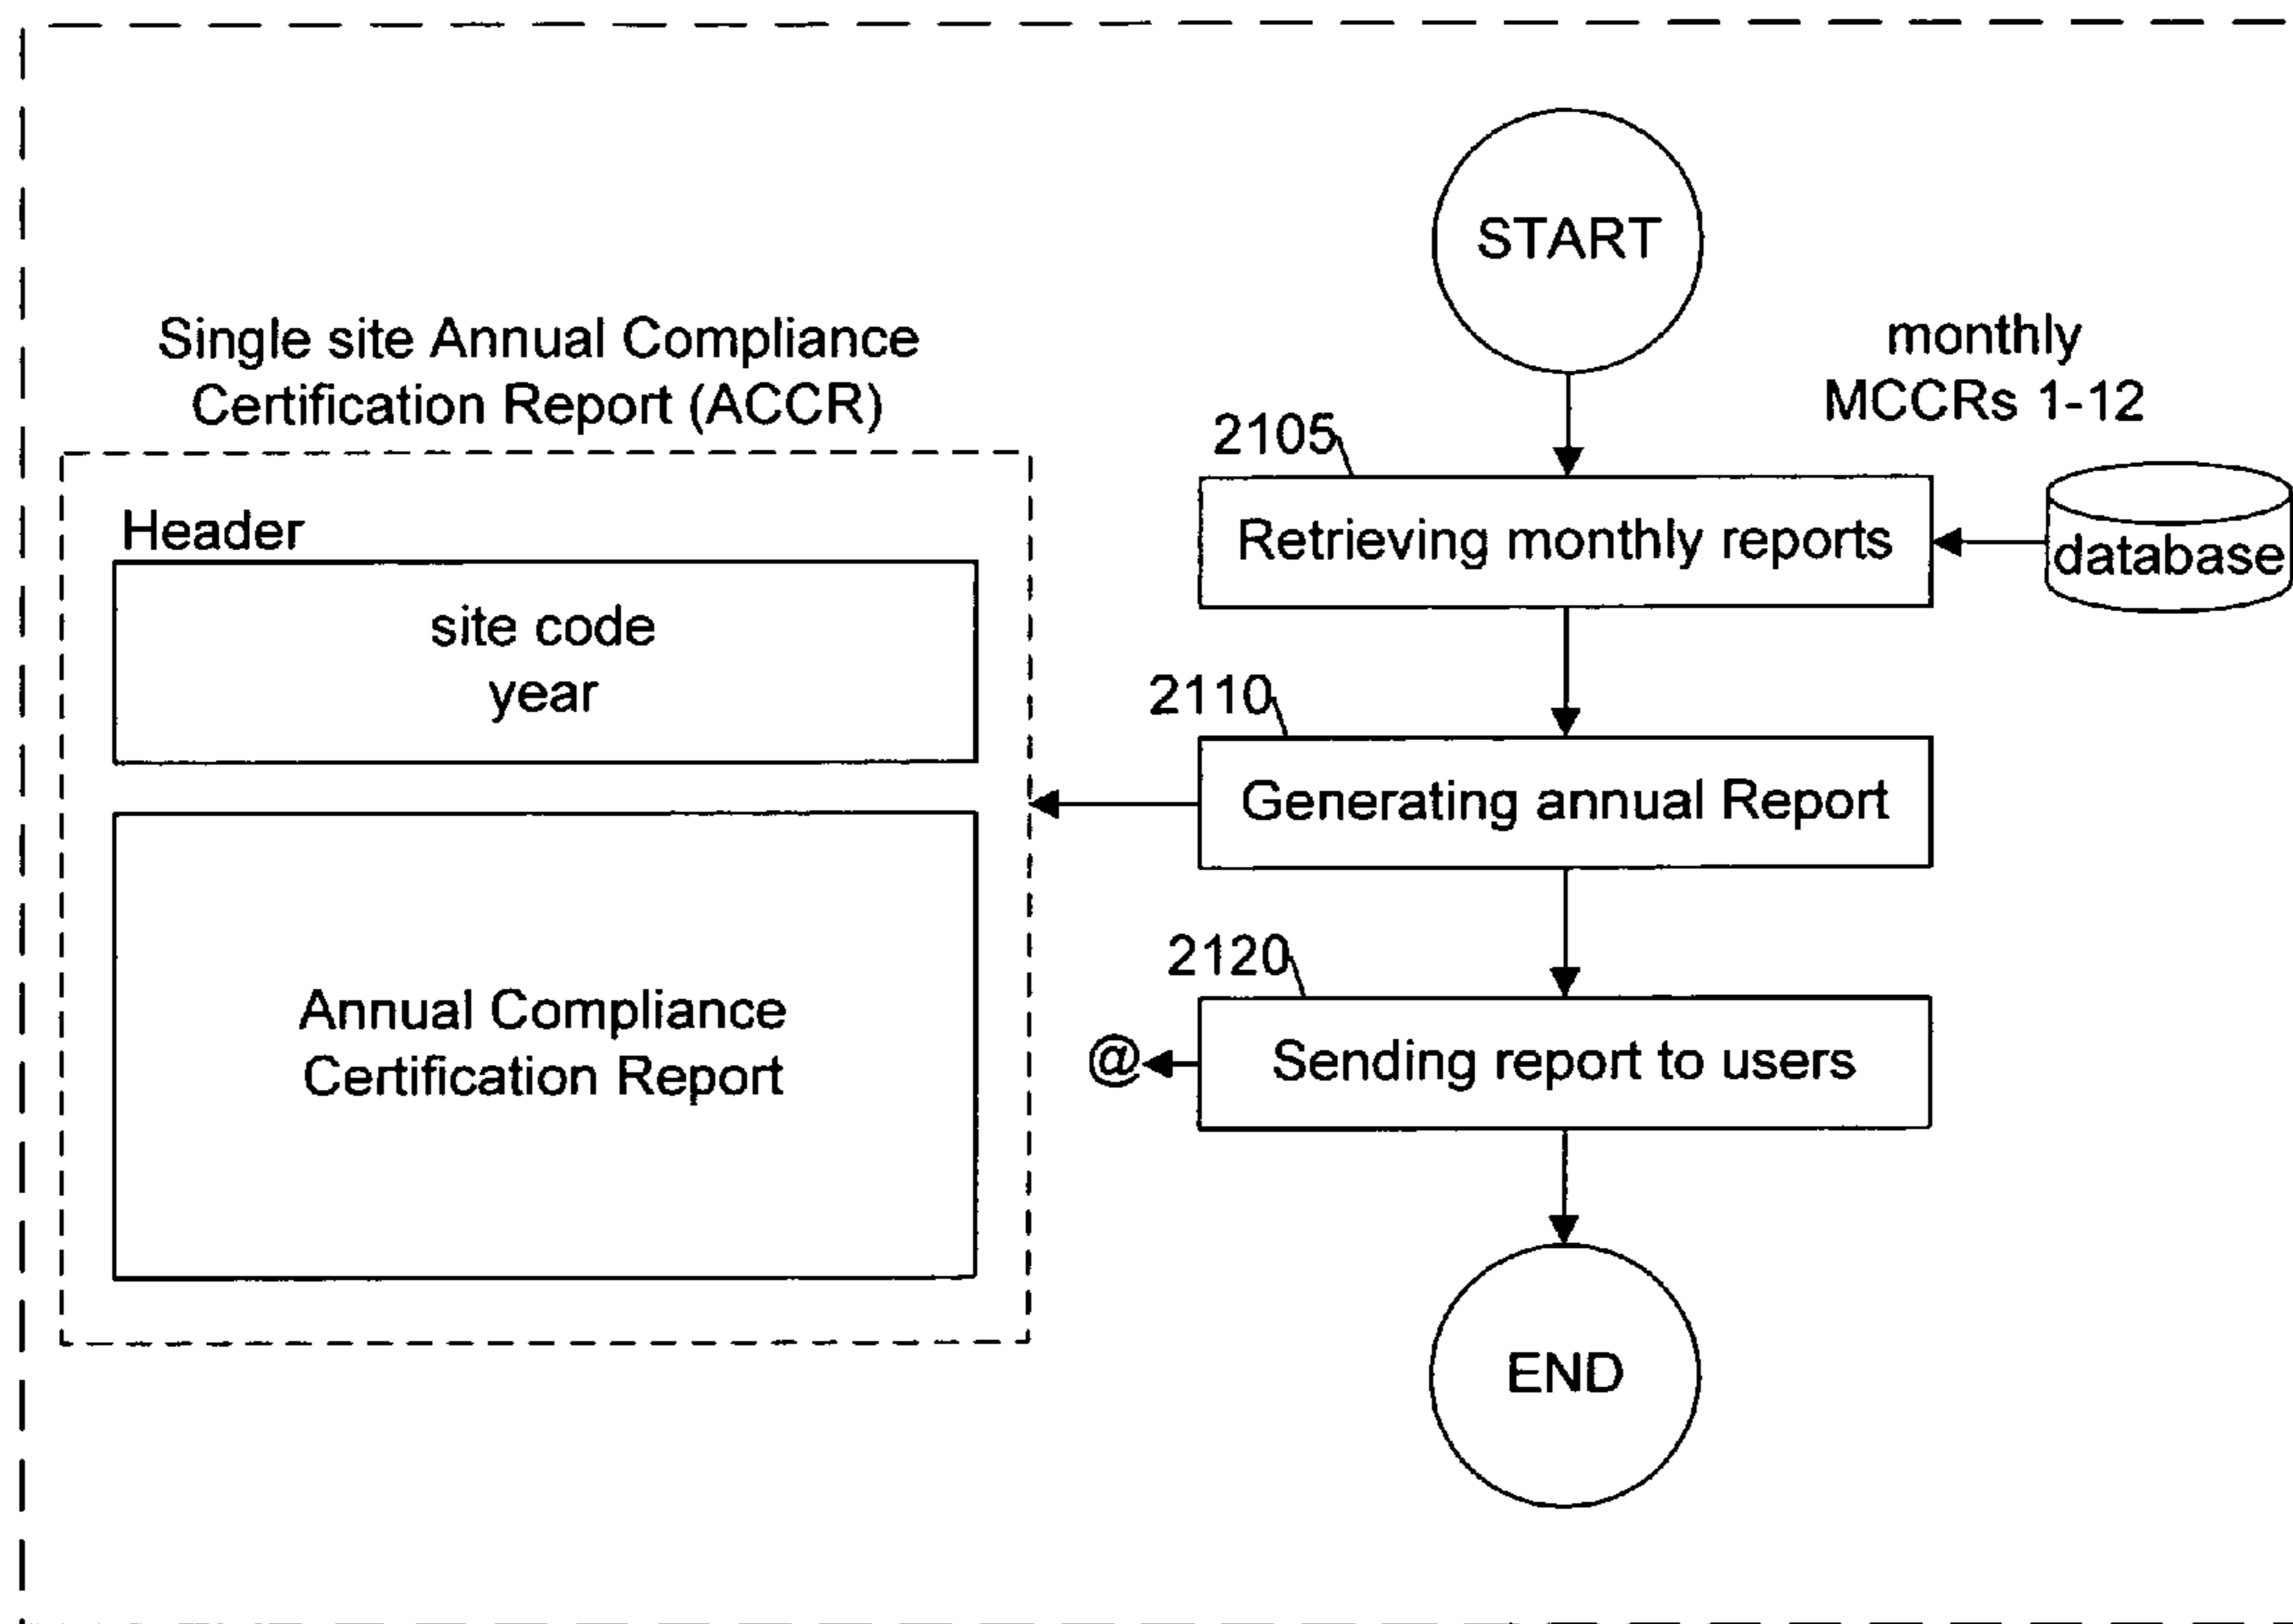 START
Single site Annual Compliance
Certification Report (ACCR)
monthly
MCCRs 1-12
2105
Header
Retrieving monthly reports
database
site code
year
2110
Generating annual Report
2120
Annual Compliance
Certification Report
@
Sending report to users
END